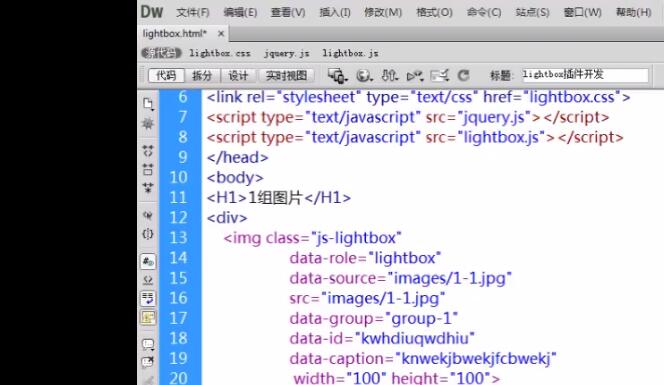 Dw 文件(F) 编辑(E) 查看(V) 插入(I) 修改(M) 格式(O) 命令(C) 站点(S) 窗口(W) 帮助(H)
lightbox.html* ×
源代码 lightbox.css jquery.js lightbox.js
代码 拆分 设计 实时视图 标题: lightbox插件开发
6 <link rel="stylesheet" type="text/css" href="lightbox.css">
7 <script type="text/javascript" src="jquery.js"></script>
8 <script type="text/javascript" src="lightbox.js"></script>
9 </head>
10 <body>
11 <H1>1组图片</H1>
12 <div>
13 <img class="js-lightbox"
14 data-role="lightbox"
15 data-source="images/1-1.jpg"
16 src="images/1-1.jpg"
17 data-group="group-1"
18 data-id="kwhdiuqwdhiu"
19 data-caption="knwekjbwekjfcbwekj"
20 width="100" height="100">